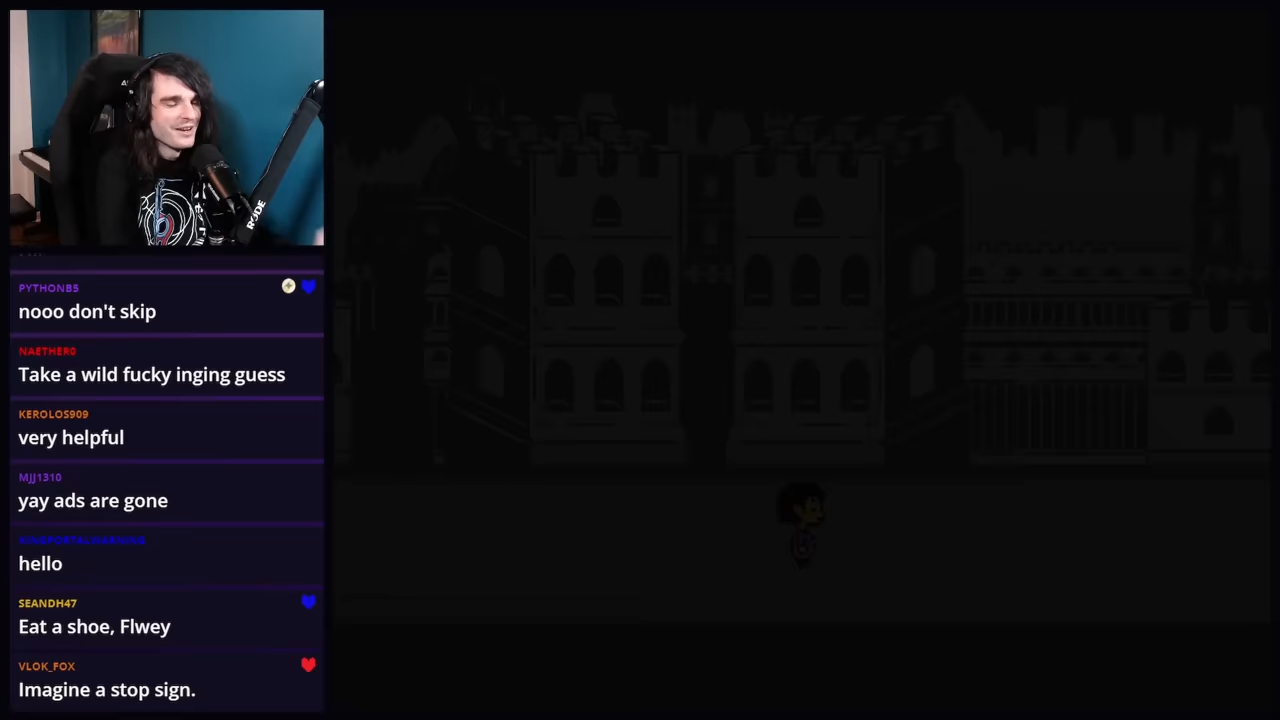 PYTHONB5
nooo don't skip
NAETHER0
Take a wild fucky inging guess
KEROLOS909
very helpful
MJJ1310
yay ads are gone
hello
SEANDH47
Eat a shoe, Flwey
VLOK_FOX
Imagine a stop sign.
RØDE